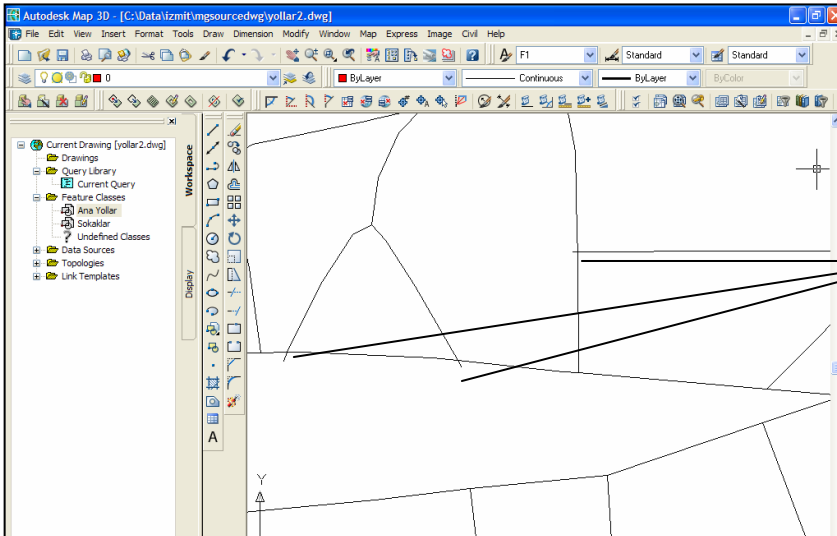 Autodesk Map 3D - [C:\Data\izmit\mgsourcedwg\yollar2.dwg]
File Edit View Insert Format Tools Draw Dimension Modify Window Map Express Image Civil Help
F1 Standard Standard
0 ByLayer Continuous ByLayer ByColor
Current Drawing [yollar2.dwg]
Drawings
Query Library
Current Query
Feature Classes
Ana Yollar
Sokaklar
Undefined Classes
Data Sources
Topologies
Link Templates
Workspace
Display
A
Y